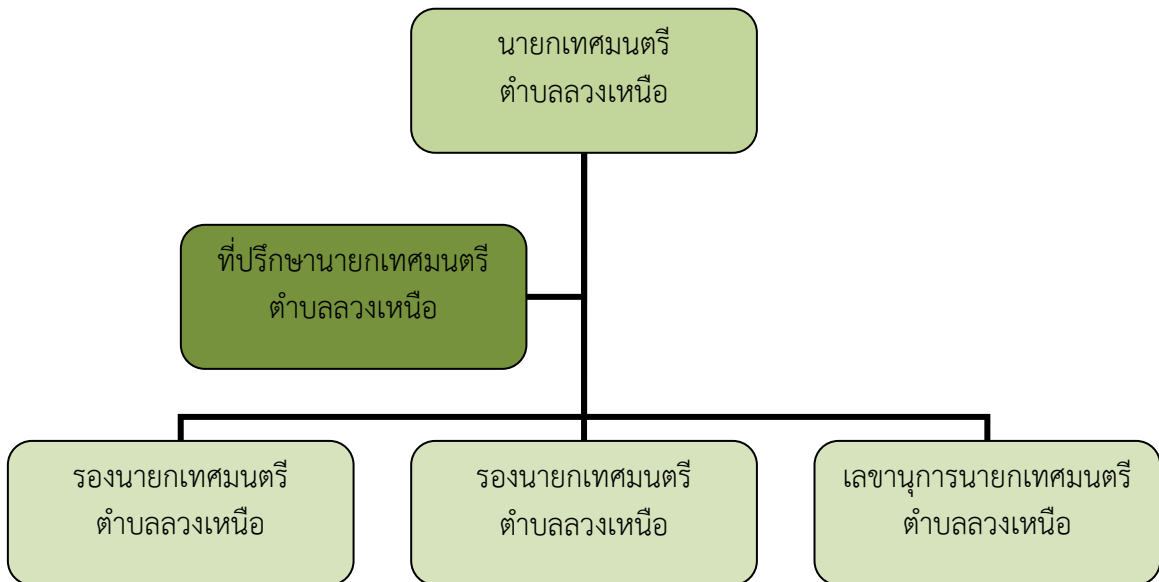 นายกเทศมนตรี
ตำบลลวงเหนือ
ที่ปรึกษานายกเทศมนตรี
ตำบลลวงเหนือ
รองนายกเทศมนตรี
ตำบลลวงเหนือ
รองนายกเทศมนตรี
ตำบลลวงเหนือ
เลขานุการนายกเทศมนตรี
ตำบลลวงเหนือ